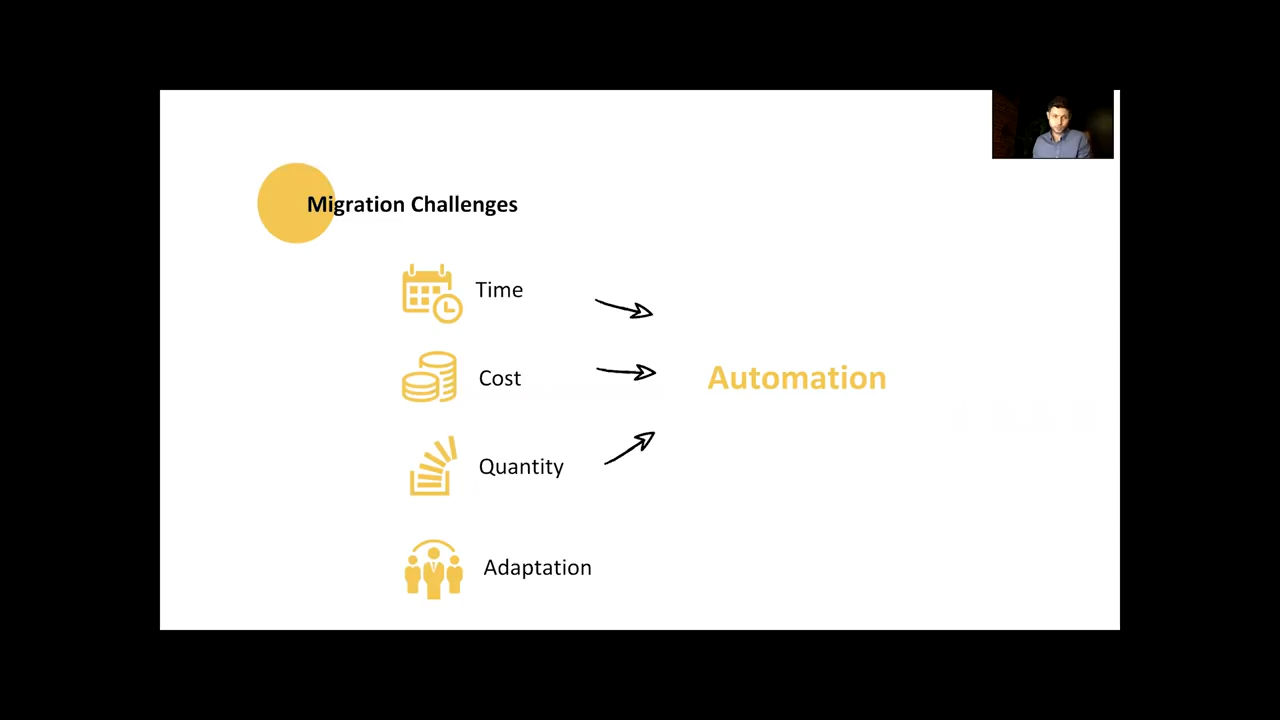 Migration Challenges
Time
Cost
Automation
Quantity
Adaptation